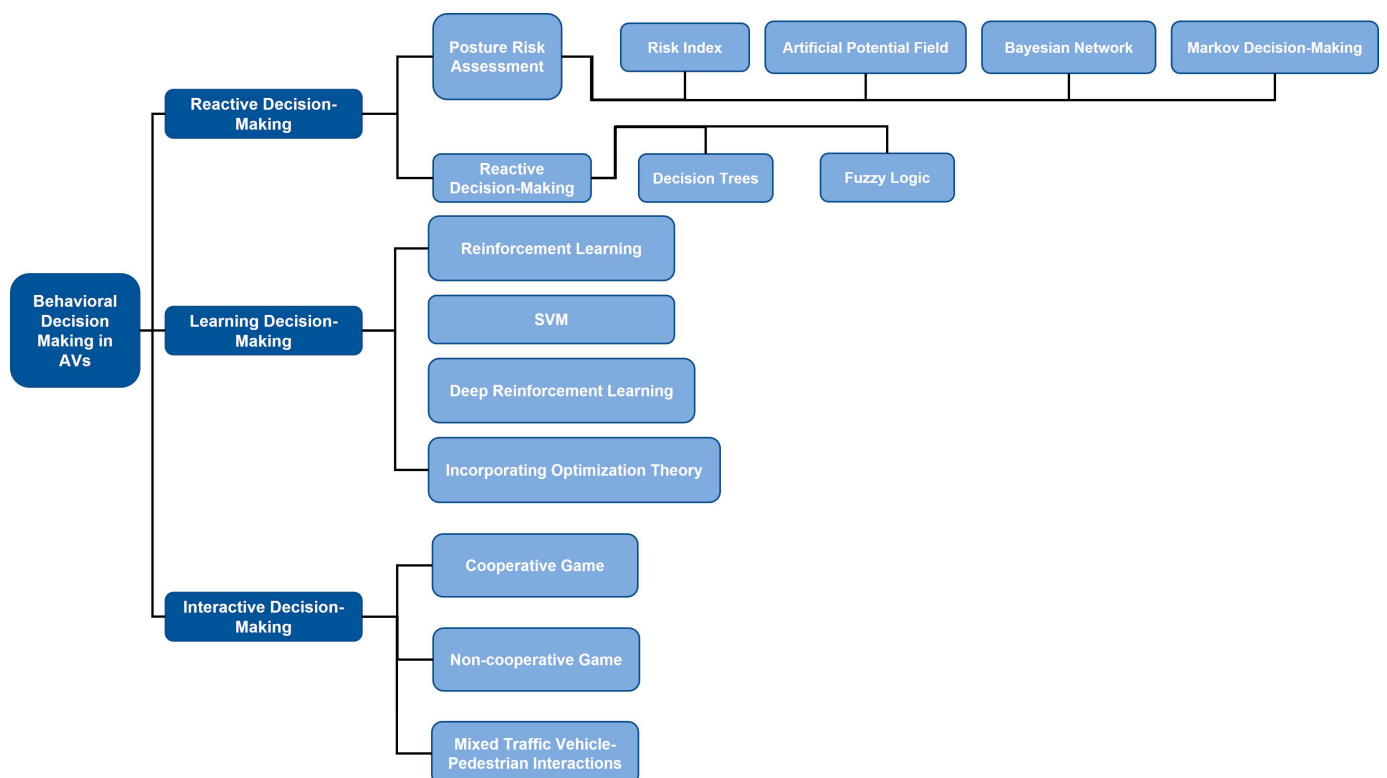 Behavioral
Decision
Making in
AVs
Reactive Decision-
Making
Posture Risk
Assessment
Risk Index
Artificial Potential Field
Bayesian Network
Markov Decision-Making
Reactive
Decision-Making
Decision Trees
Fuzzy Logic
Learning Decision-
Making
Reinforcement Learning
SVM
Deep Reinforcement Learning
Incorporating Optimization Theory
Interactive Decision-
Making
Cooperative Game
Non-cooperative Game
Mixed Traffic Vehicle-
Pedestrian Interactions